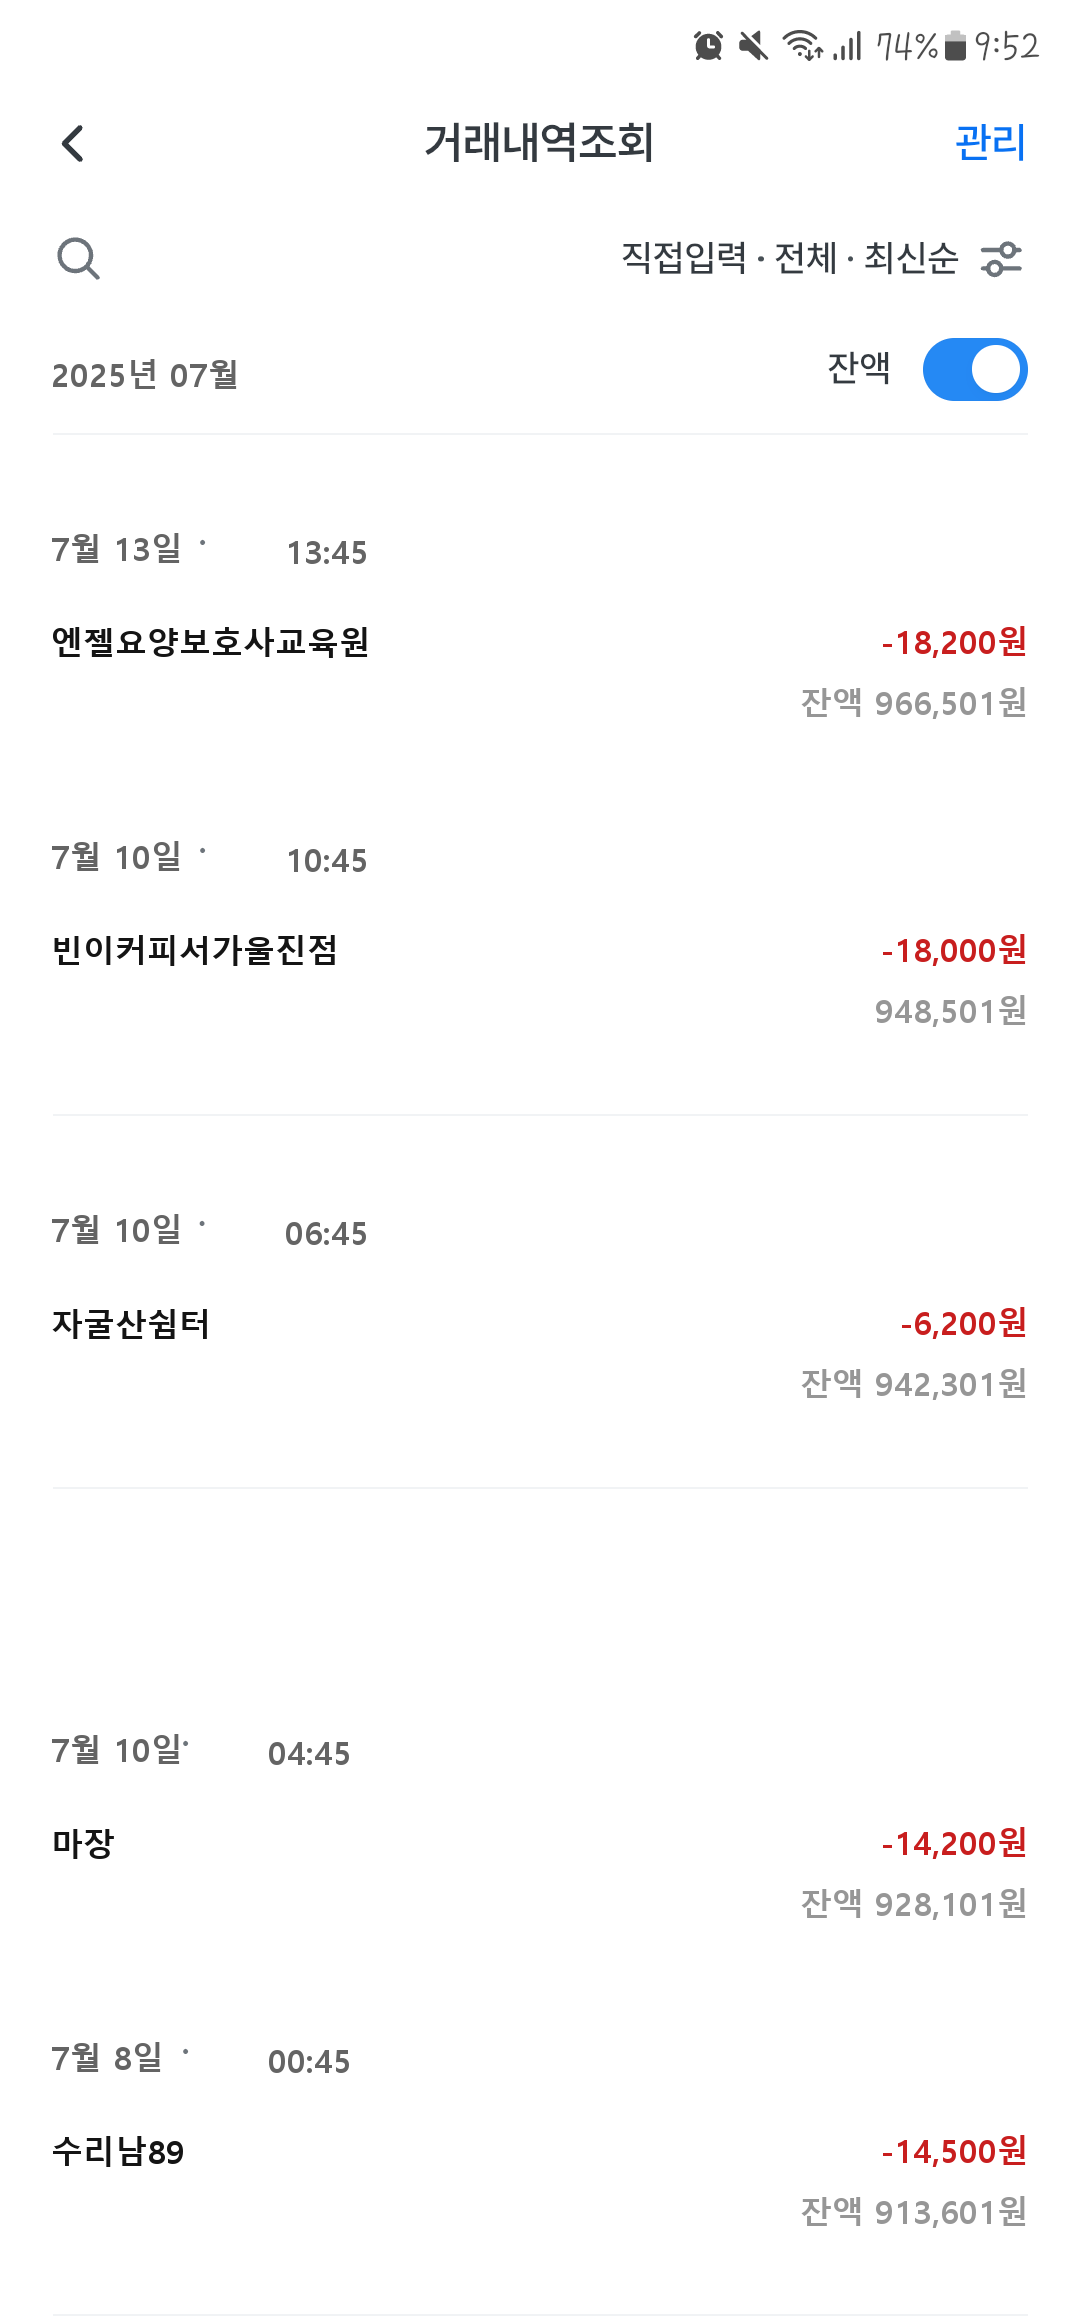 74% 9:52
거래내역조회 관리
직접입력 · 전체 · 최신순
2025년 07월 잔액
7월 13일 · 13:45
엔젤요양보호사교육원 -18,200원
잔액 966,501원
7월 10일 · 10:45
빈이커피서가울진점 -18,000원
948,501원
7월 10일 · 06:45
자굴산쉼터 -6,200원
잔액 942,301원
7월 10일· 04:45
마장 -14,200원
잔액 928,101원
7월 8일 · 00:45
수리남89 -14,500원
잔액 913,601원